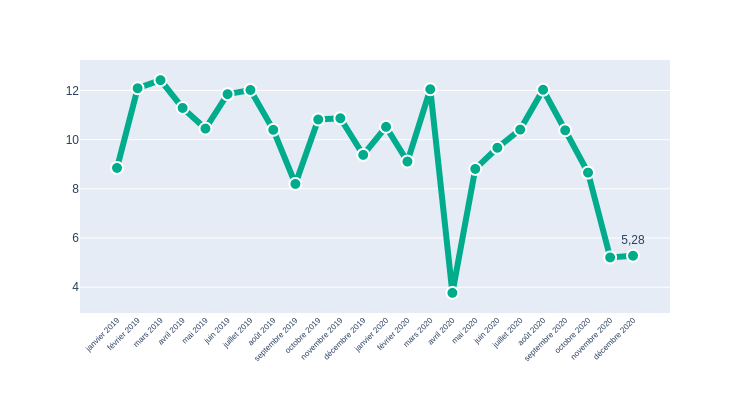 12
10
8
6
4
5,28
janvier 2019
février 2019
mars 2019
avril 2019
mai 2019
juin 2019
juillet 2019
août 2019
septembre 2019
octobre 2019
novembre 2019
décembre 2019
janvier 2020
février 2020
mars 2020
avril 2020
mai 2020
juin 2020
juillet 2020
août 2020
septembre 2020
octobre 2020
novembre 2020
décembre 2020